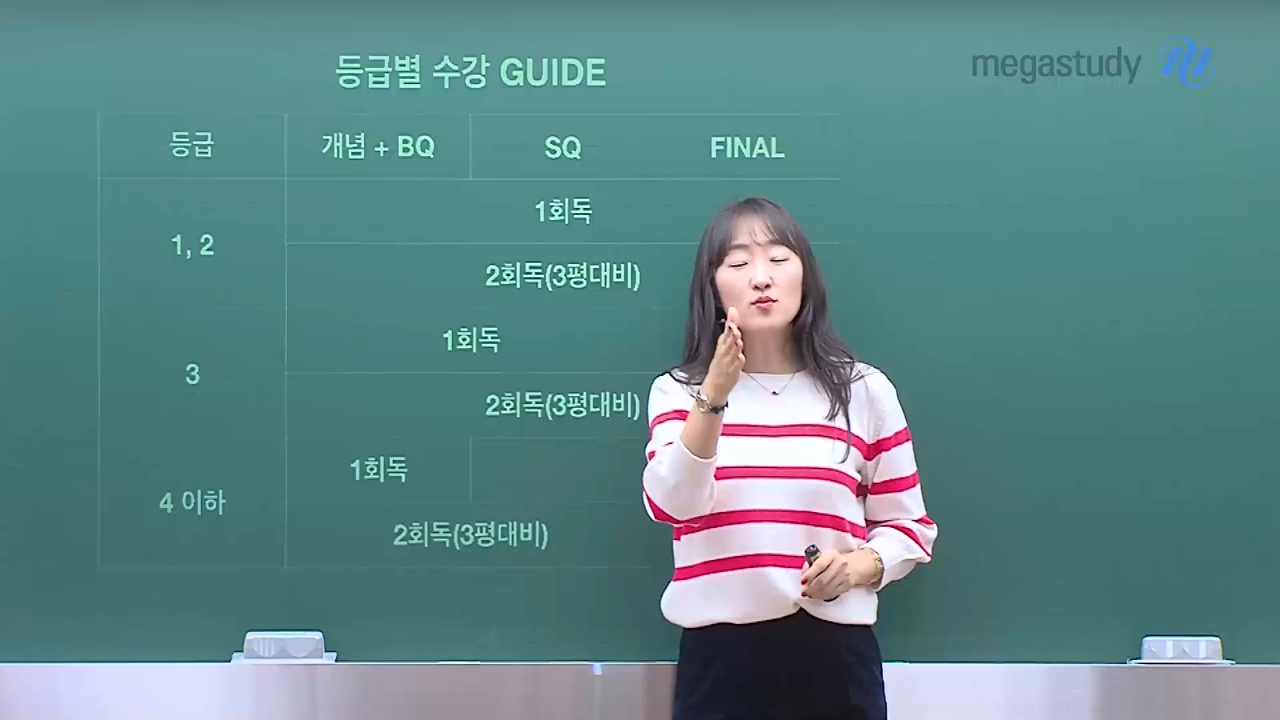 megastudy
등급별 수강 GUIDE
등급 개념 + BQ SQ FINAL
1, 2
1회독
2회독(3평대비)
3
1회독
2회독(3평대비)
4 이하
1회독
2회독(3평대비)